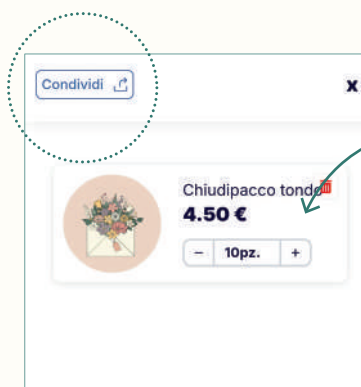 Condividi
x
Chiudipacco tondo
4.50 €
- 10pz. +